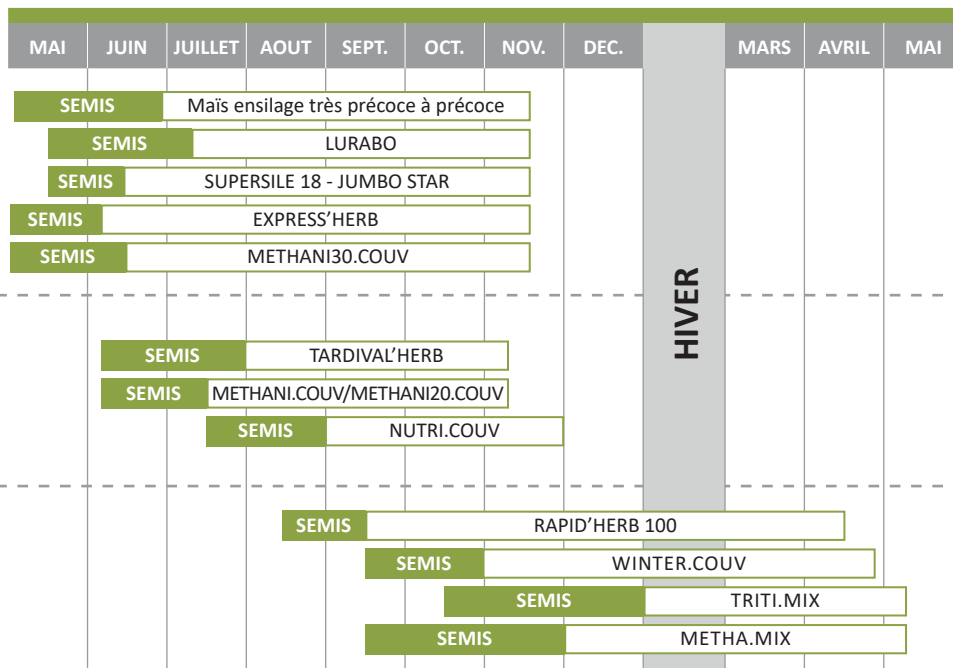 MAI JUIN JUILLET AOUT SEPT. OCT. NOV. DEC. MARS AVRIL MAI
SEMIS Maïs ensilage très précoce à précoce
SEMIS LURABO
SEMIS SUPERSILE 18 - JUMBO STAR
SEMIS EXPRESS'HERB
SEMIS METHANI30.COUV
HIVER
SEMIS TARDIVAL'HERB
SEMIS METHANI.COUV/METHANI20.COUV
SEMIS NUTRI.COUV
SEMIS RAPID'HERB 100
SEMIS WINTER.COUV
SEMIS TRITI.MIX
SEMIS METHA.MIX